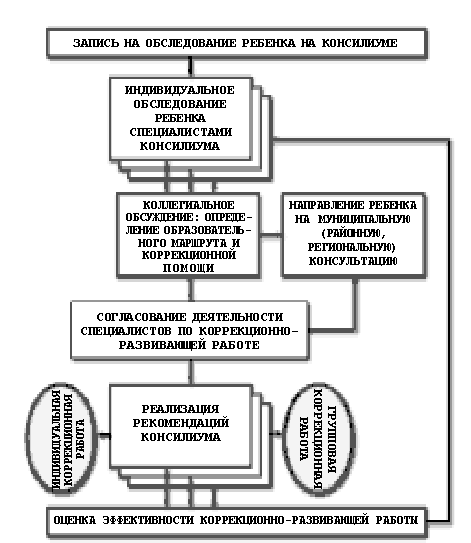 ЗАПИСЬ НА ОБСЛЕДОВАНИЕ РЕБЕНКА НА КОНСИЛИУМЕ
ИНДИВИДУАЛЬНОЕ
ОБСЛЕДОВАНИЕ
РЕБЕНКА
СПЕЦИАЛИСТАМИ
КОНСИЛИУМА
КОЛЛЕГИАЛЬНОЕ
ОБСУЖДЕНИЕ: ОПРЕДЕ-
ЛЕНИЕ ОБРАЗОВАТЕЛЬ-
НОГО МАРШРУТА И
КОРРЕКЦИОННОЙ
ПОМОЩИ
НАПРАВЛЕНИЕ РЕБЕНКА
НА МУНИЦИПАЛЬНУЮ
(РАЙОННУЮ,
РЕГИОНАЛЬНУЮ)
КОНСУЛЬТАЦИЮ
СОГЛАСОВАНИЕ ДЕЯТЕЛЬНОСТИ
СПЕЦИАЛИСТОВ ПО КОРРЕКЦИОННО-
РАЗВИВАЮЩЕЙ РАБОТЕ
ИНДИВИДУАЛЬНАЯ
КОРРЕКЦИОННАЯ
РАБОТА
РЕАЛИЗАЦИЯ
РЕКОМЕНДАЦИЙ
КОНСИЛИУМА
ГРУППОВАЯ
КОРРЕКЦИОННАЯ
РАБОТА
ОЦЕНКА ЭФФЕКТИВНОСТИ КОРРЕКЦИОННО-РАЗВИВАЮЩЕЙ РАБОТЫ